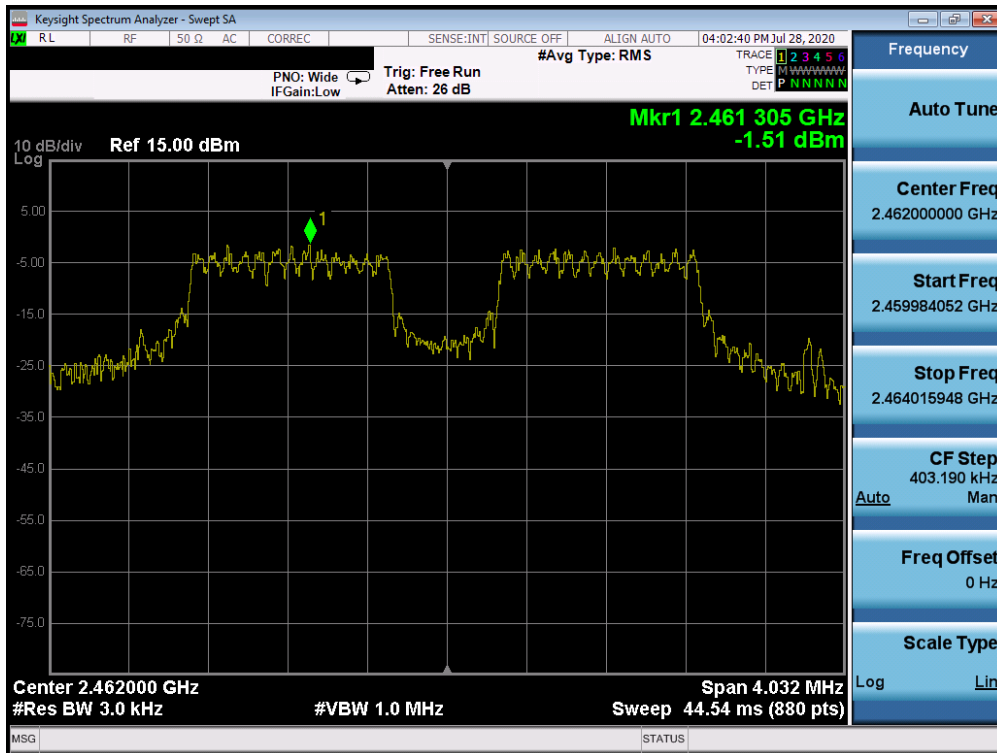 Keysight Spectrum Analyzer - Swept SA
LXI RL RF 50 Ω AC CORREC SENSE:INT SOURCE OFF ALIGN AUTO 04:02:40 PM Jul 28, 2020
PNO: Wide
IFGain:Low
Trig: Free Run
Atten: 26 dB
#Avg Type: RMS
TRACE 1 2 3 4 5 6
TYPE M WWWWW
DET P N N N N N
Mkr1 2.461 305 GHz
-1.51 dBm
10 dB/div Ref 15.00 dBm
Log
5.00
-5.00
-15.0
-25.0
-35.0
-45.0
-55.0
-65.0
-75.0
1
Center 2.462000 GHz Span 4.032 MHz
#Res BW 3.0 kHz #VBW 1.0 MHz Sweep 44.54 ms (880 pts)
MSG STATUS
Frequency
Auto Tune
Center Freq
2.462000000 GHz
Start Freq
2.459984052 GHz
Stop Freq
2.464015948 GHz
CF Step
403.190 kHz
Auto Man
Freq Offset
0 Hz
Scale Type
Log Lin